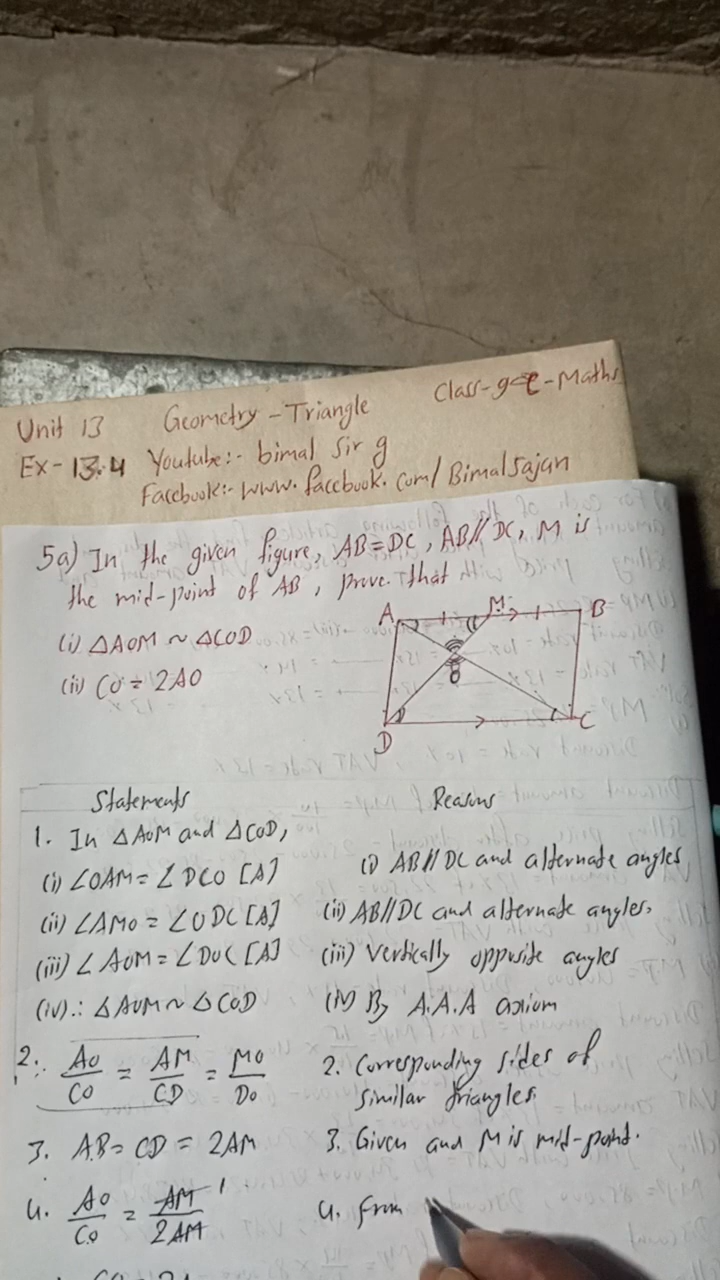 Unit 13 Geometry - Triangle Class-9 - Maths
Ex- 13.4 Youtube:- bimal Sir g
Facebook:- www.facebook.com/Bimalsajan
5a) In the given figure, AB=DC, AB//DC, M is
the mid-point of AB, prove that
(i) △AOM ~ △COD
(ii) CO = 2AO
A M B
O
D C
Statements Reasons
1. In △AOM and △COD,
(i) ∠OAM = ∠DCO [A] (i) AB//DC and alternate angles
(ii) ∠AMO = ∠ODC [A] (ii) AB//DC and alternate angles.
(iii) ∠AOM = ∠DOC [A] (iii) Vertically opposite angles
(iv) ∴ △AOM ~ △COD (iv) By A.A.A axiom
2. ∴ AO/CO = AM/CD = MO/DO 2. Corresponding sides of
similar triangles.
3. AB = CD = 2AM 3. Given and M is mid-point.
4. AO/CO = AM 1/2AM 4. from